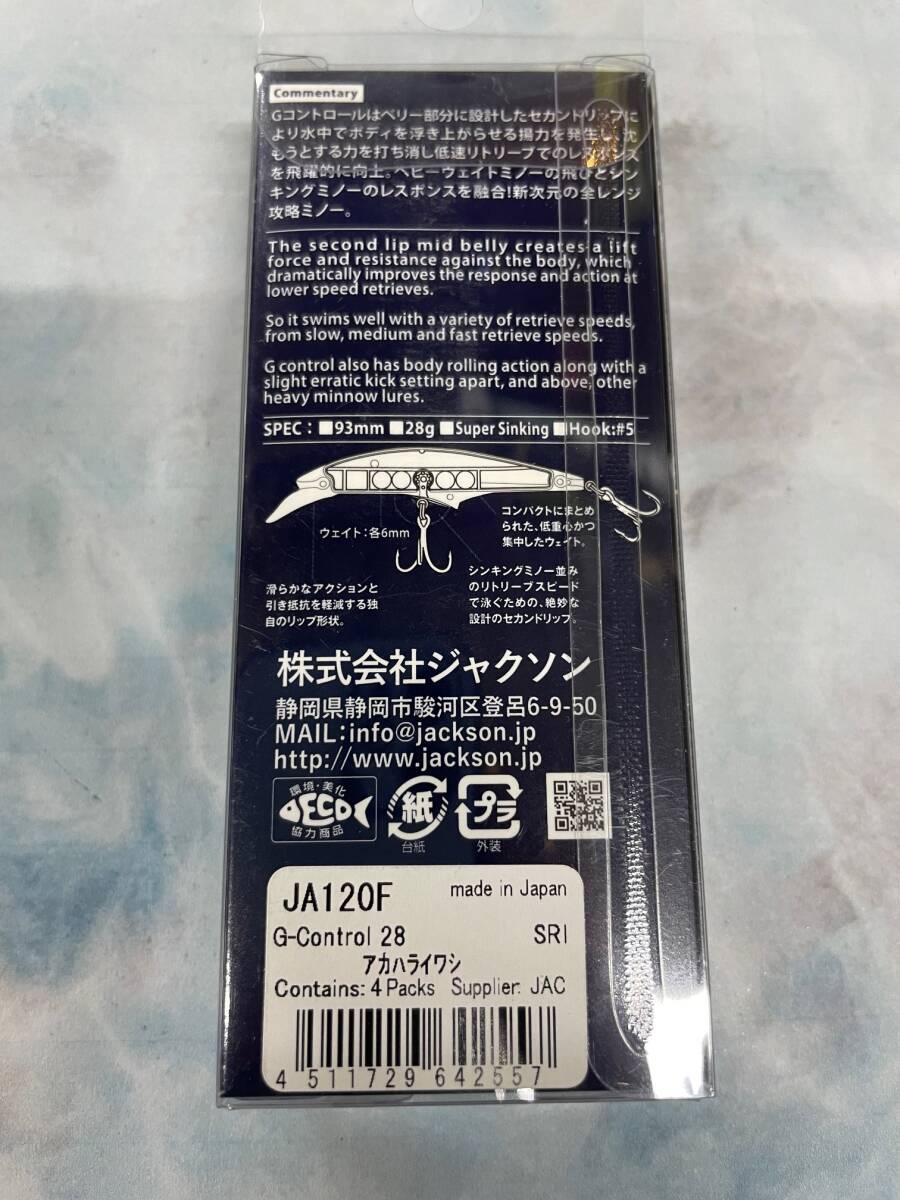 Commentary
Gコントロールはベリー部分に設計したセカンドリップに
より水中でボディを浮き上がらせる揚力を発生し、沈
もうとする力を打ち消し低速リトリーブでのレスポンス
を飛躍的に向上。ヘビーウェイトミノーの飛びとシン
キングミノーのレスポンスを融合!新次元の全レンジ
攻略ミノー。
The second lip mid belly creates a lift
force and resistance against the body, which
dramatically improves the response and action at
lower speed retrieves.
So it swims well with a variety of retrieve speeds,
from slow, medium and fast retrieve speeds.
G control also has body rolling action along with a
slight erratic kick setting apart, and above, other
heavy minnow lures.
SPEC : ■93mm ■28g ■Super Sinking ■Hook:#5
ウェイト:各6mm
コンパクトにまとめ
られた、低重心かつ
集中したウェイト。
滑らかなアクションと
引き抵抗を軽減する独
自のリップ形状。
シンキングミノー並み
のリトリーブスピード
で泳ぐための、絶妙な
設計のセカンドリップ。
株式会社ジャクソン
静岡県静岡市駿河区登呂6-9-50
MAIL:info@jackson.jp
http://www.jackson.jp
環境・美化
ECO
協力商品
紙
台紙
プラ
外装
JA120F made in Japan
G-Control 28 SRI
アカハライワシ
Contains: 4 Packs Supplier: JAC
4 511729 642557